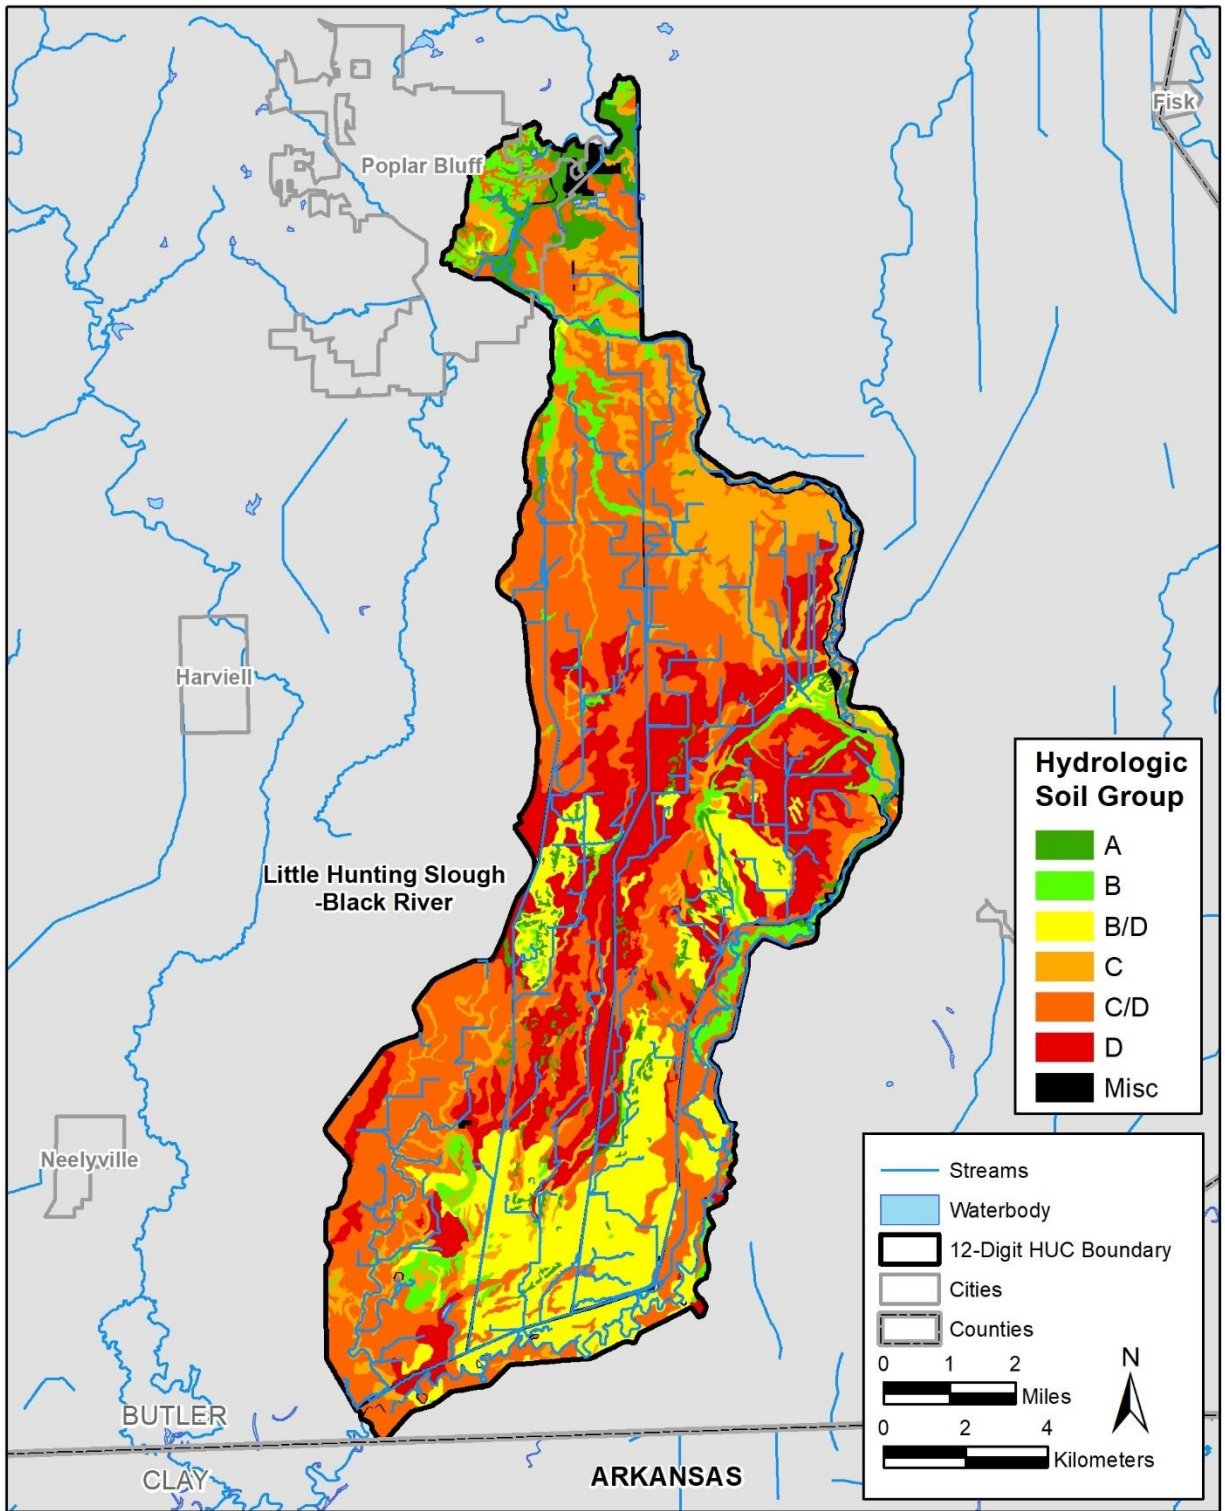 Fisk
Poplar Bluff
Harviell
Little Hunting Slough
-Black River
Neelyville
BUTLER
CLAY
ARKANSAS
Hydrologic
Soil Group
A
B
B/D
C
C/D
D
Misc
Streams
Waterbody
12-Digit HUC Boundary
Cities
Counties
0 1 2
Miles
0 2 4
Kilometers
N